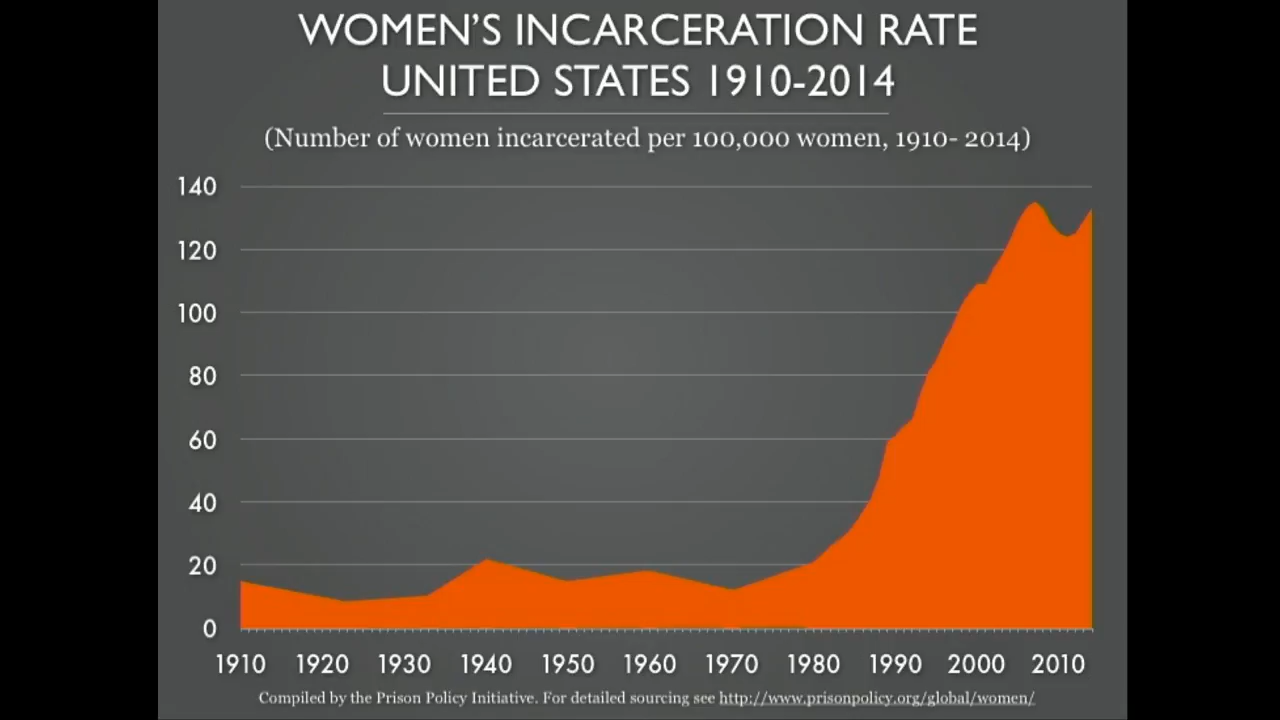 WOMEN'S INCARCERATION RATE
UNITED STATES 1910-2014
(Number of women incarcerated per 100,000 women, 1910- 2014)
140
120
100
80
60
40
20
0
1910 1920 1930 1940 1950 1960 1970 1980 1990 2000 2010
Compiled by the Prison Policy Initiative. For detailed sourcing see http://www.prisonpolicy.org/global/women/